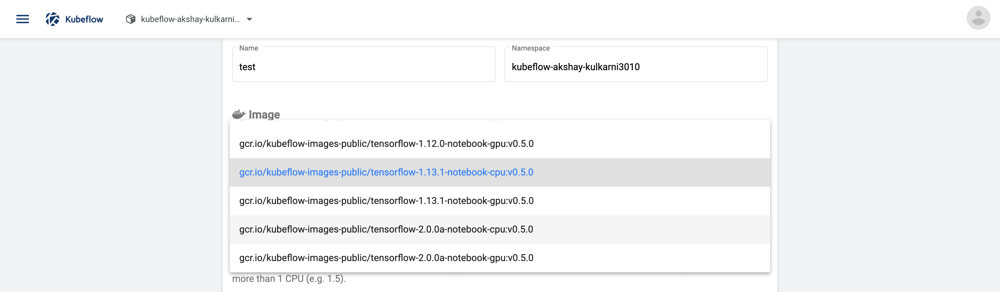 Kubeflow
kubeflow-akshay-kulkarni...
Name
Namespace
test
kubeflow-akshay-kulkarni3010
Image
gcr.io/kubeflow-images-public/tensorflow-1.12.0-notebook-gpu:v0.5.0
gcr.io/kubeflow-images-public/tensorflow-1.13.1-notebook-cpu:v0.5.0
gcr.io/kubeflow-images-public/tensorflow-1.13.1-notebook-gpu:v0.5.0
gcr.io/kubeflow-images-public/tensorflow-2.0.0a-notebook-cpu:v0.5.0
gcr.io/kubeflow-images-public/tensorflow-2.0.0a-notebook-gpu:v0.5.0
more than 1 CPU (e.g. 1.5).